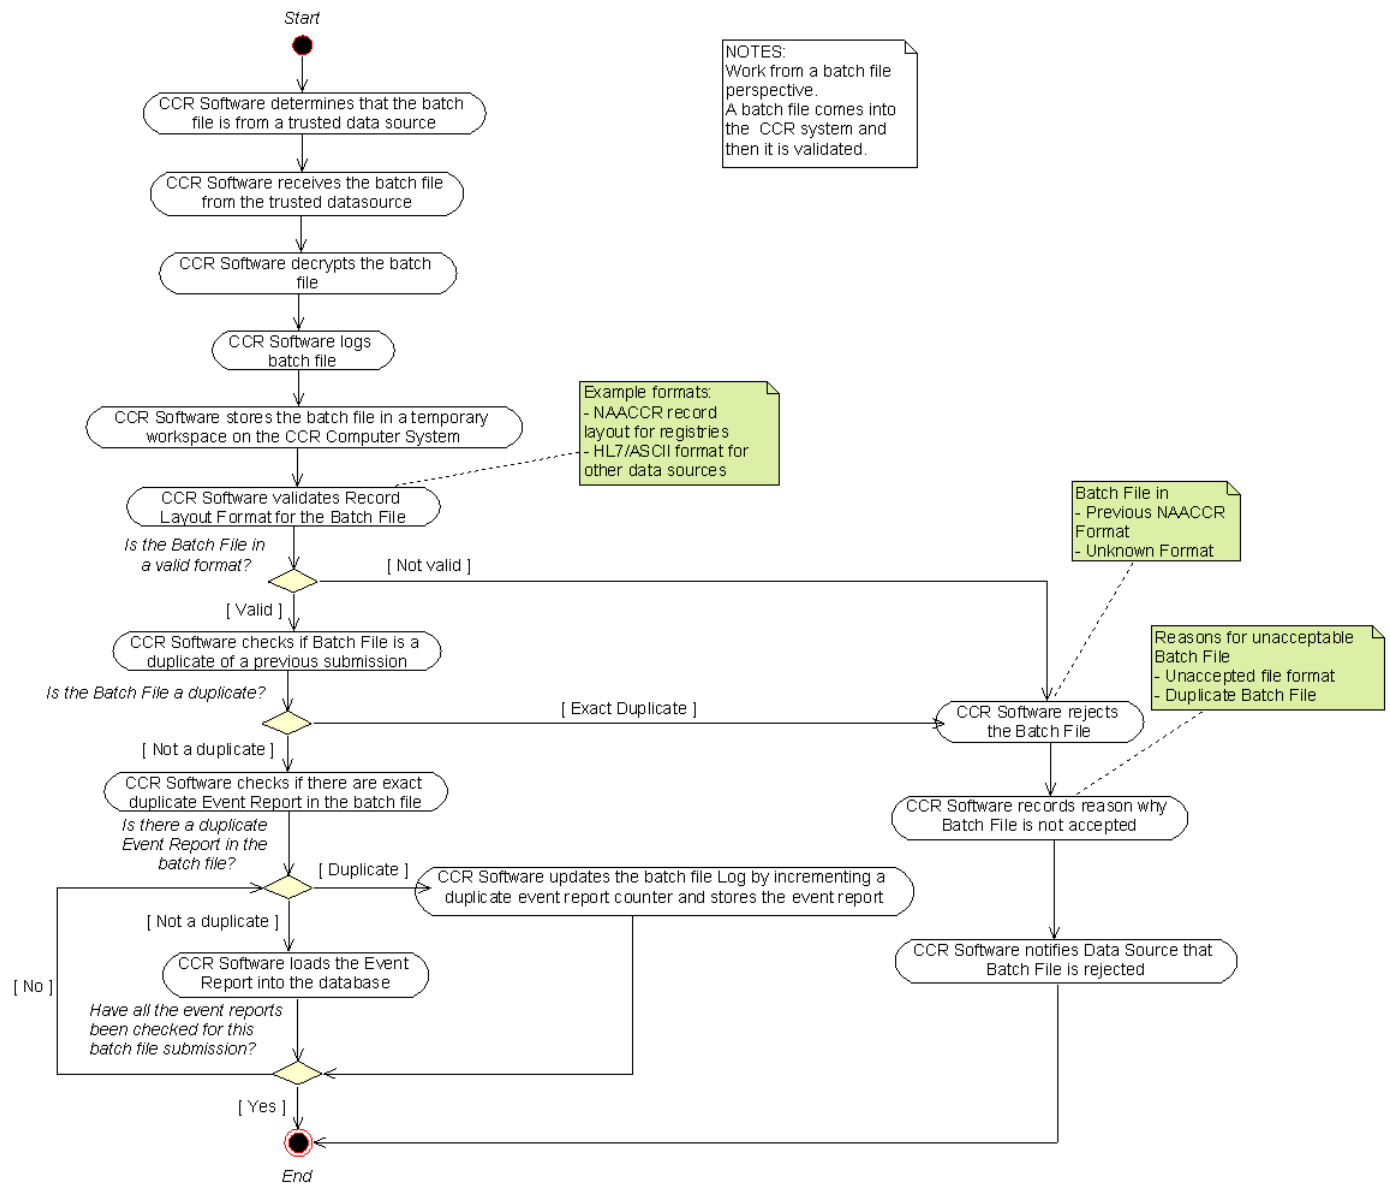 Start
NOTES:
Work from a batch file
perspective.
A batch file comes into
the CCR system and
then it is validated.
CCR Software determines that the batch
file is from a trusted data source
CCR Software receives the batch file
from the trusted datasource
CCR Software decrypts the batch
file
CCR Software logs
batch file
CCR Software stores the batch file in a temporary
workspace on the CCR Computer System
Example formats:
- NAACCR record
layout for registries
- HL7/ASCII format for
other data sources
CCR Software validates Record
Layout Format for the Batch File
Is the Batch File in
a valid format?
[ Not valid ]
[ Valid ]
Batch File in
- Previous NAACCR
Format
- Unknown Format
CCR Software checks if Batch File is a
duplicate of a previous submission
Reasons for unacceptable
Batch File
- Unaccepted file format
- Duplicate Batch File
Is the Batch File a duplicate?
[ Exact Duplicate ]
CCR Software rejects
the Batch File
[ Not a duplicate ]
CCR Software checks if there are exact
duplicate Event Report in the batch file
CCR Software records reason why
Batch File is not accepted
Is there a duplicate
Event Report in the
batch file?
[ Duplicate ]
CCR Software updates the batch file Log by incrementing a
duplicate event report counter and stores the event report
[ Not a duplicate ]
CCR Software loads the Event
Report into the database
CCR Software notifies Data Source that
Batch File is rejected
[ No ]
Have all the event reports
been checked for this
batch file submission?
[ Yes ]
End